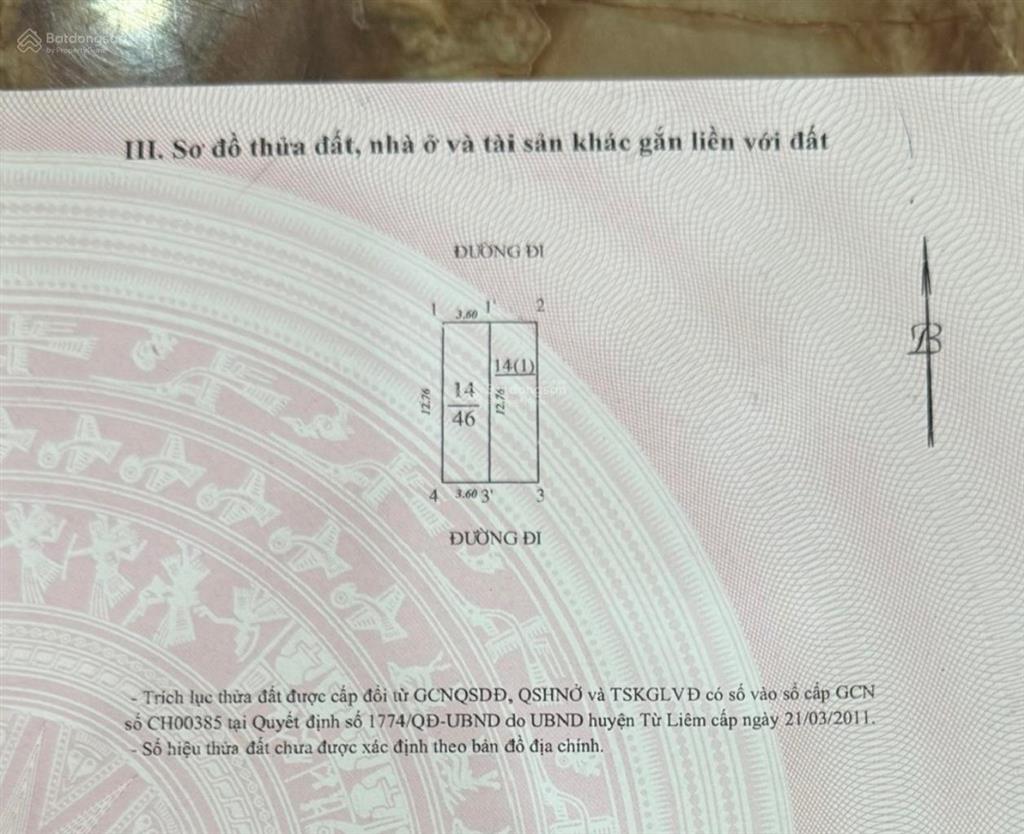 Batdongsan
by PropertyGuru
III. Sơ đồ thửa đất, nhà ở và tài sản khác gắn liền với đất
ĐƯỜNG ĐI
1 3.60 1' 2
14(1)
12.76 14 12.76
46
4 3.60 3' 3
ĐƯỜNG ĐI
B
- Trích lục thửa đất được cấp đổi từ GCNQSDĐ, QSHNỞ và TSKGLVĐ có số vào sổ cấp GCN
số CH00385 tại Quyết định số 1774/QĐ-UBND do UBND huyện Từ Liêm cấp ngày 21/03/2011.
- Số hiệu thửa đất chưa được xác định theo bản đồ địa chính.